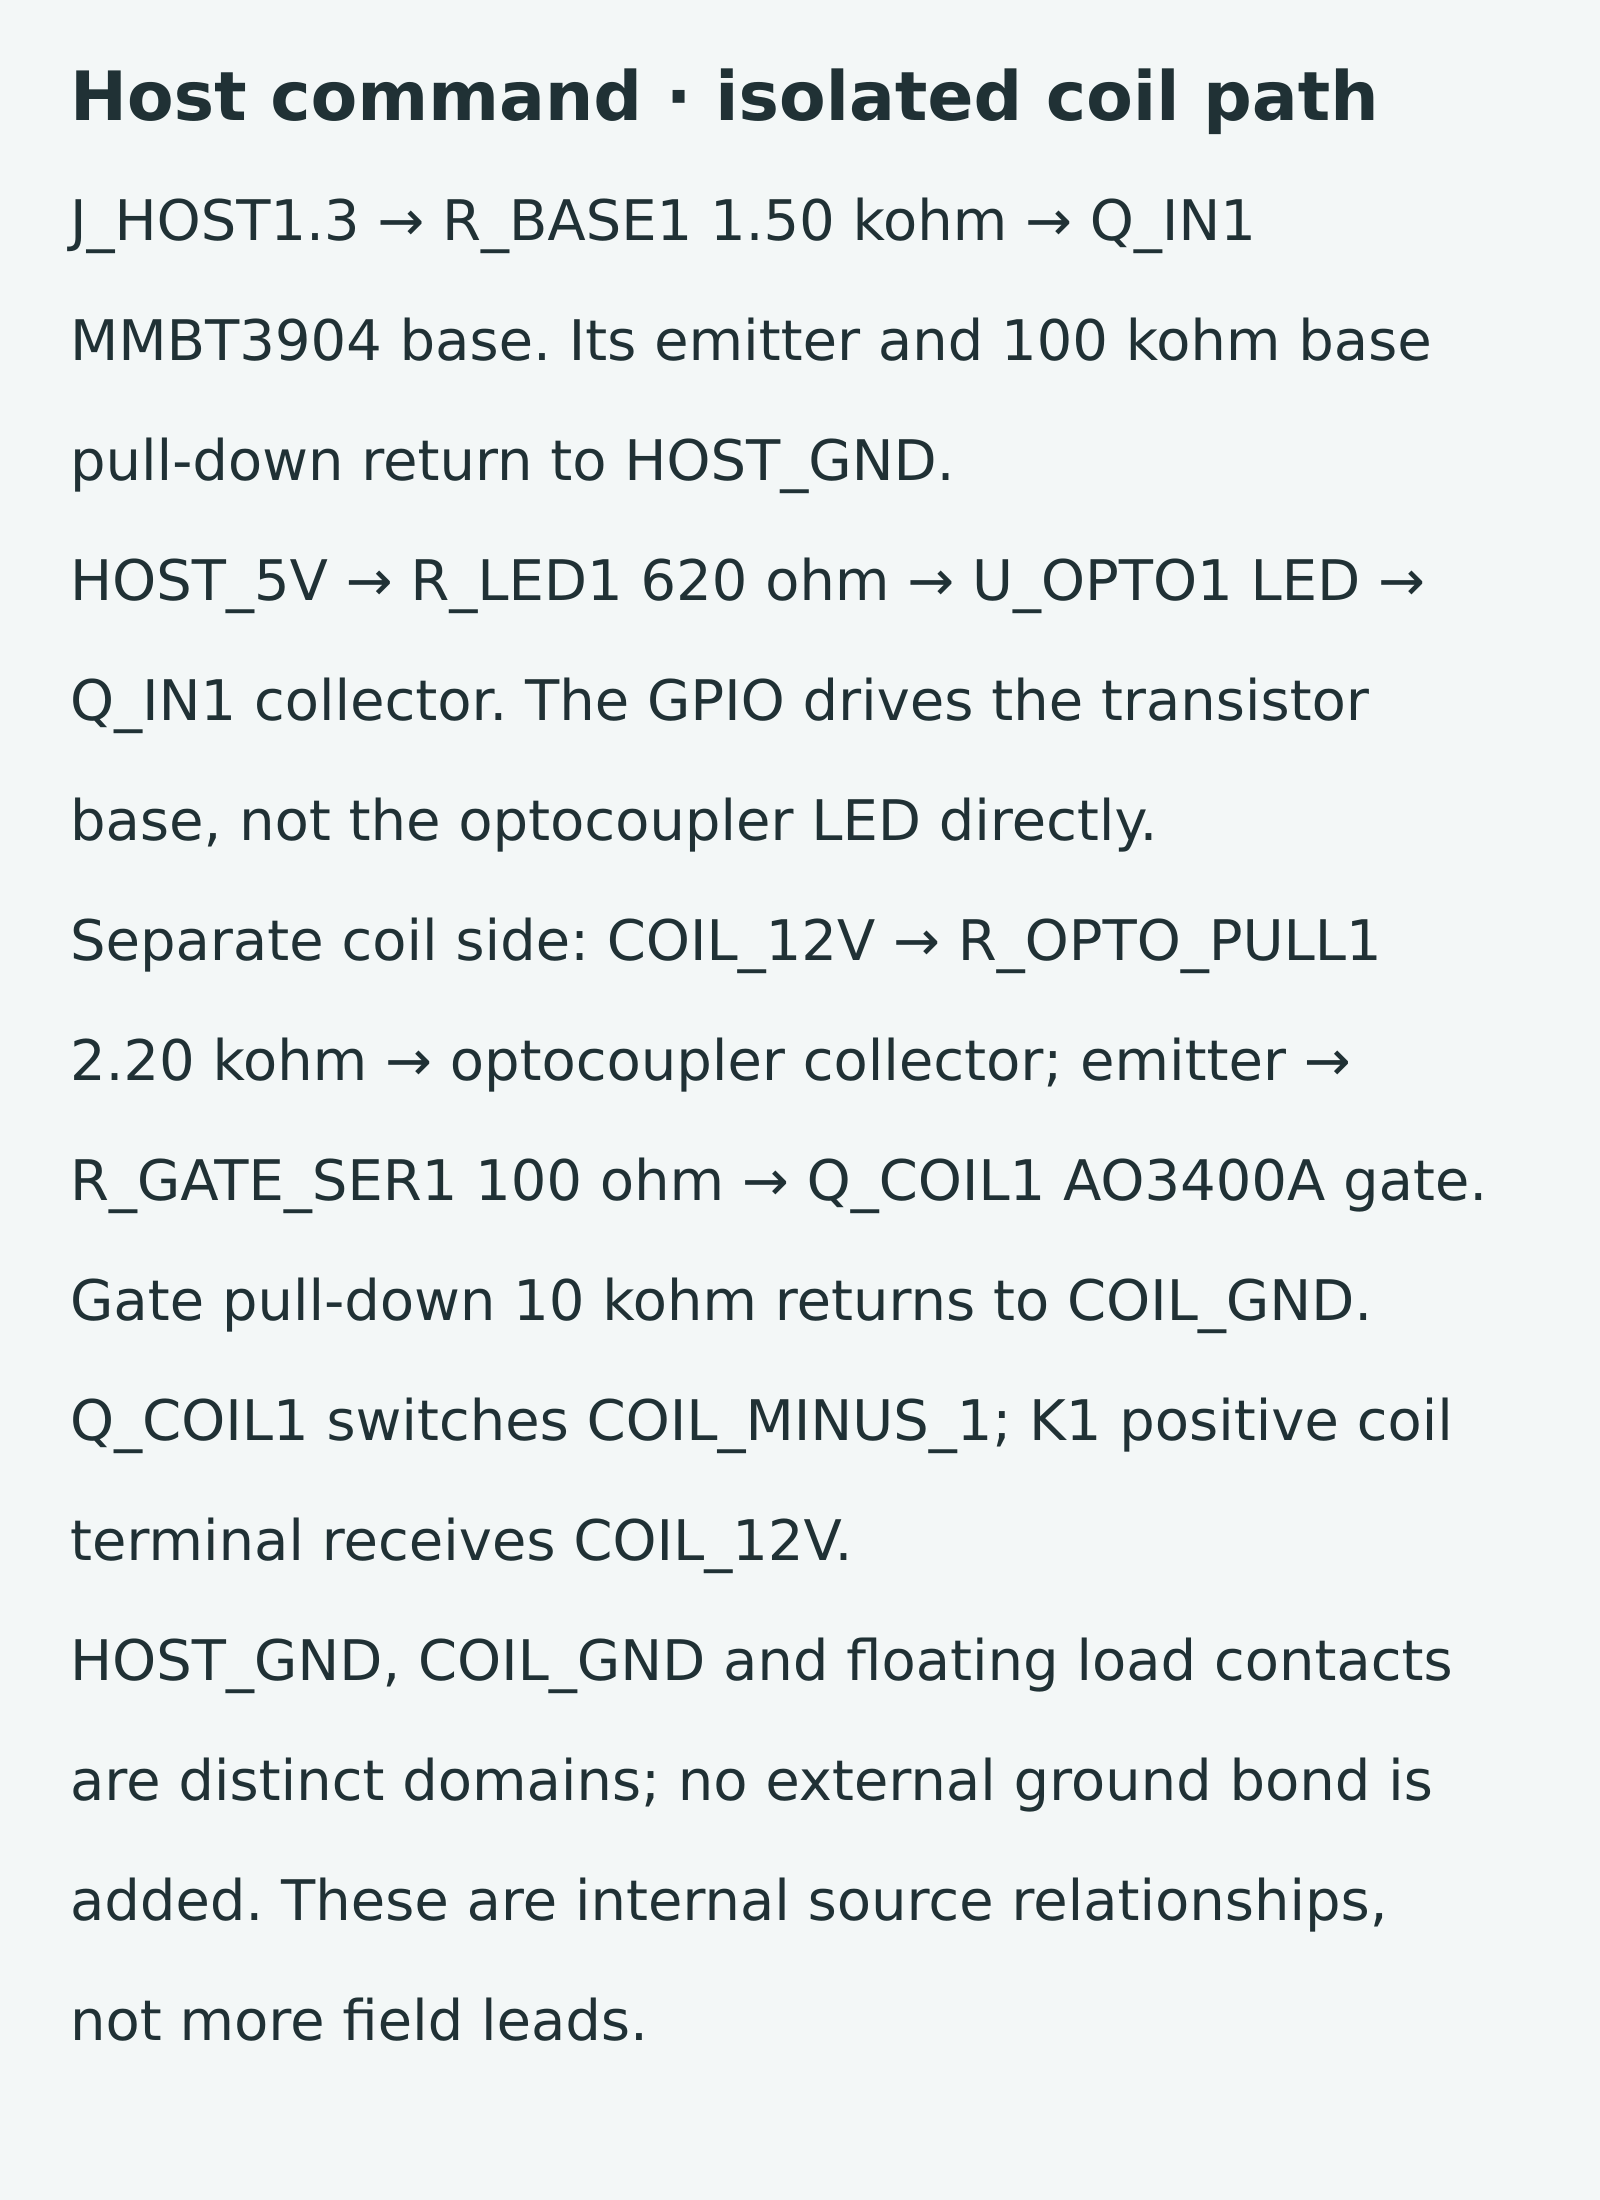 Host command · isolated coil path
J_HOST1.3 → R_BASE1 1.50 kohm → Q_IN1
MMBT3904 base. Its emitter and 100 kohm base
pull-down return to HOST_GND.
HOST_5V → R_LED1 620 ohm → U_OPTO1 LED →
Q_IN1 collector. The GPIO drives the transistor
base, not the optocoupler LED directly.
Separate coil side: COIL_12V → R_OPTO_PULL1
2.20 kohm → optocoupler collector; emitter →
R_GATE_SER1 100 ohm → Q_COIL1 AO3400A gate.
Gate pull-down 10 kohm returns to COIL_GND.
Q_COIL1 switches COIL_MINUS_1; K1 positive coil
terminal receives COIL_12V.
HOST_GND, COIL_GND and floating load contacts
are distinct domains; no external ground bond is
added. These are internal source relationships,
not more field leads.